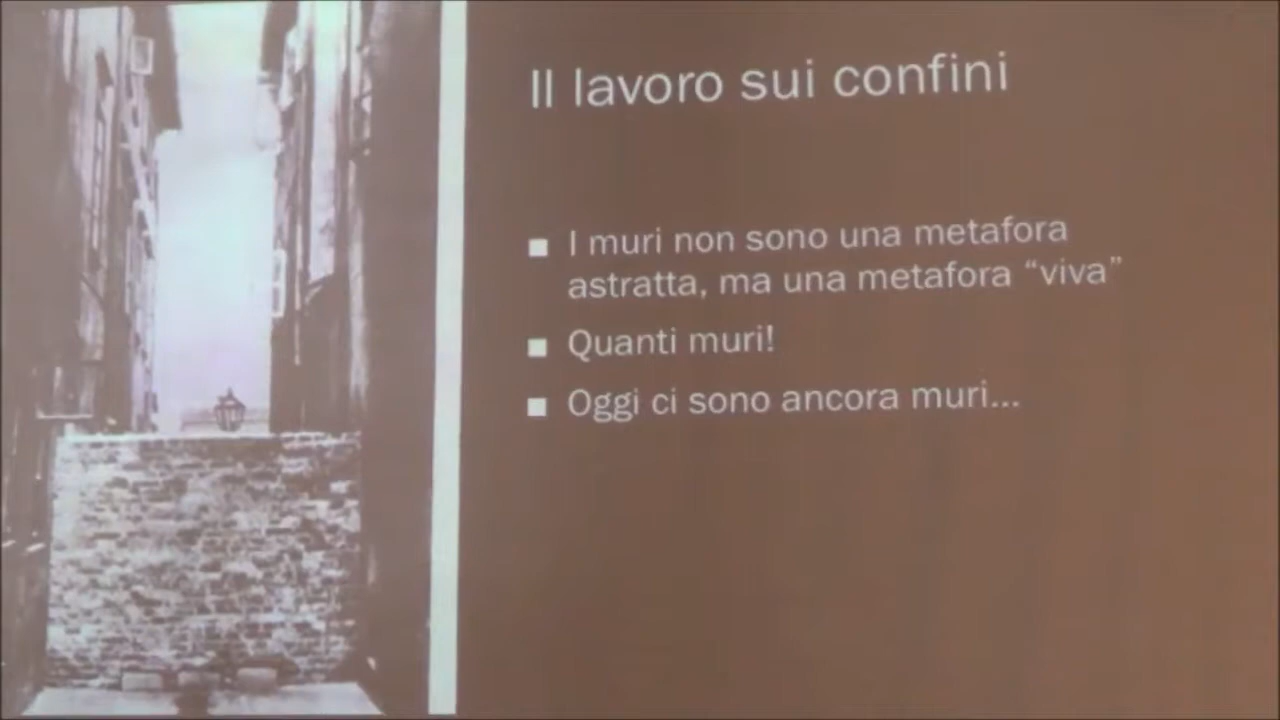 Il lavoro sui confini
I muri non sono una metafora
astratta, ma una metafora “viva”
Quanti muri!
Oggi ci sono ancora muri...